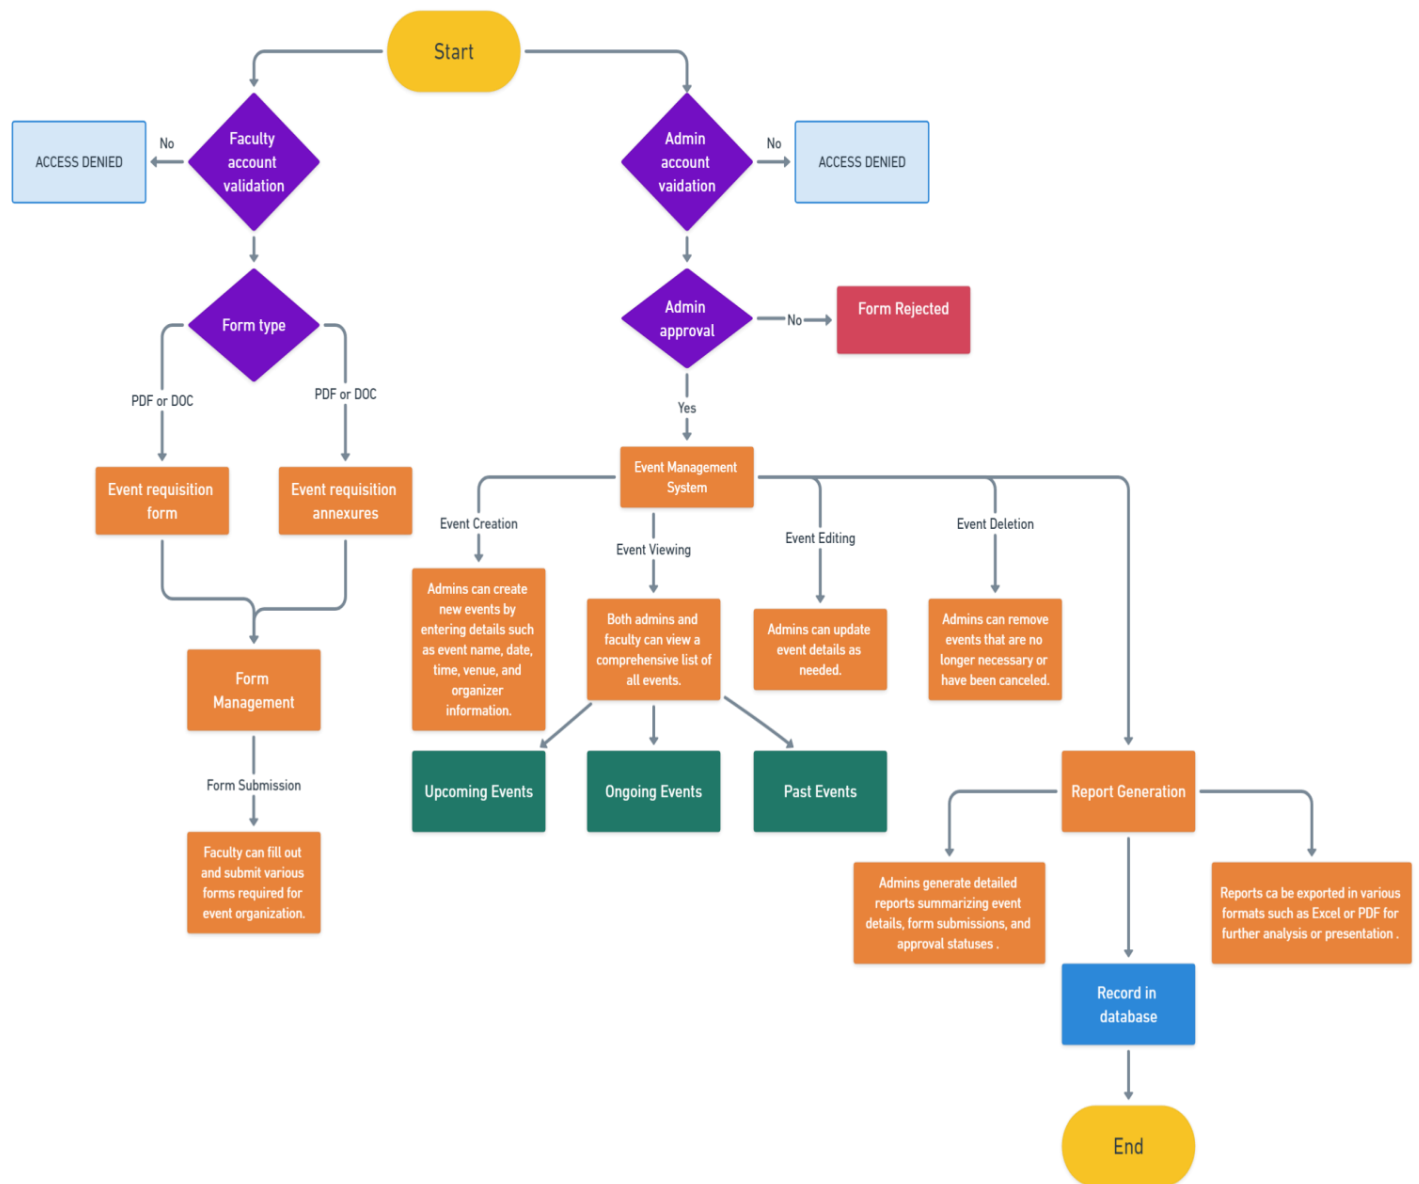 Start
Faculty
account
validation
No
ACCESS DENIED
Admin
account
vaidation
No
ACCESS DENIED
Form type
Admin
approval
No
Form Rejected
PDF or DOC
PDF or DOC
Yes
Event requisition
form
Event requisition
annexures
Event Management
System
Event Creation
Event Viewing
Event Editing
Event Deletion
Admins can create
new events by
entering details such
as event name, date,
time, venue, and
organizer
information.
Both admins and
faculty can view a
comprehensive list of
all events.
Admins can update
event details as
needed.
Admins can remove
events that are no
longer necessary or
have been canceled.
Form
Management
Form Submission
Faculty can fill out
and submit various
forms required for
event organization.
Upcoming Events
Ongoing Events
Past Events
Report Generation
Admins generate detailed
reports summarizing event
details, form submissions, and
approval statuses .
Reports ca be exported in various
formats such as Excel or PDF for
further analysis or presentation .
Record in
database
End